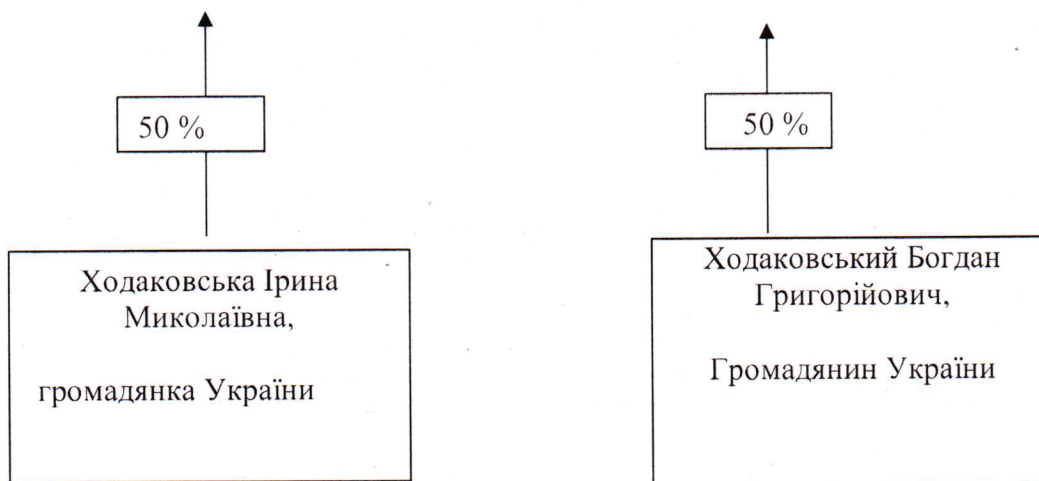 50 %
50 %
Ходаковська Ірина
Миколаївна,
громадянка України
Ходаковський Богдан
Григорійович,
Громадянин України